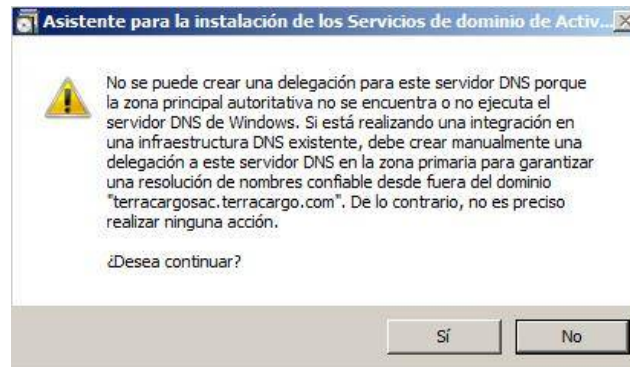 Asistente para la instalación de los Servicios de dominio de Activ...
No se puede crear una delegación para este servidor DNS porque
la zona principal autoritativa no se encuentra o no ejecuta el
servidor DNS de Windows. Si está realizando una integración en
una infraestructura DNS existente, debe crear manualmente una
delegación a este servidor DNS en la zona primaria para garantizar
una resolución de nombres confiable desde fuera del dominio
"terracargosac.terracargo.com". De lo contrario, no es preciso
realizar ninguna acción.
¿Desea continuar?
Sí
No